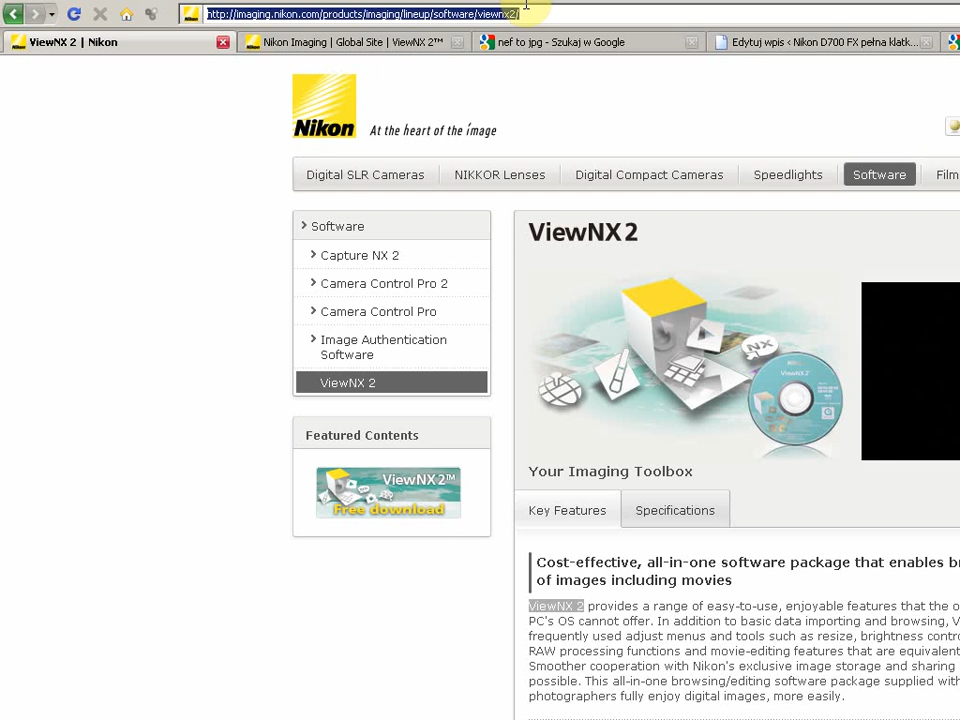 http://imaging.nikon.com/products/imaging/lineup/software/viewnx2/
ViewNX 2 | Nikon
Nikon Imaging | Global Site | ViewNX 2™
nef to jpg - Szukaj w Google
Edytuj wpis ‹ Nikon D700 FX pełna klatk...
Nikon
At the heart of the image
Digital SLR Cameras
NIKKOR Lenses
Digital Compact Cameras
Speedlights
Software
Film
Software
Capture NX 2
Camera Control Pro 2
Camera Control Pro
Image Authentication
Software
ViewNX 2
Featured Contents
ViewNX 2™
Free download
ViewNX 2
NX
ViewNX 2
Your Imaging Toolbox
Key Features
Specifications
Cost-effective, all-in-one software package that enables br
of images including movies
ViewNX 2 provides a range of easy-to-use, enjoyable features that the o
PC's OS cannot offer. In addition to basic data importing and browsing, V
frequently used adjust menus and tools such as resize, brightness contro
RAW processing functions and movie-editing features that are equivalent
Smoother cooperation with Nikon's exclusive image storage and sharing
possible. This all-in-one browsing/editing software package supplied with
photographers fully enjoy digital images, more easily.